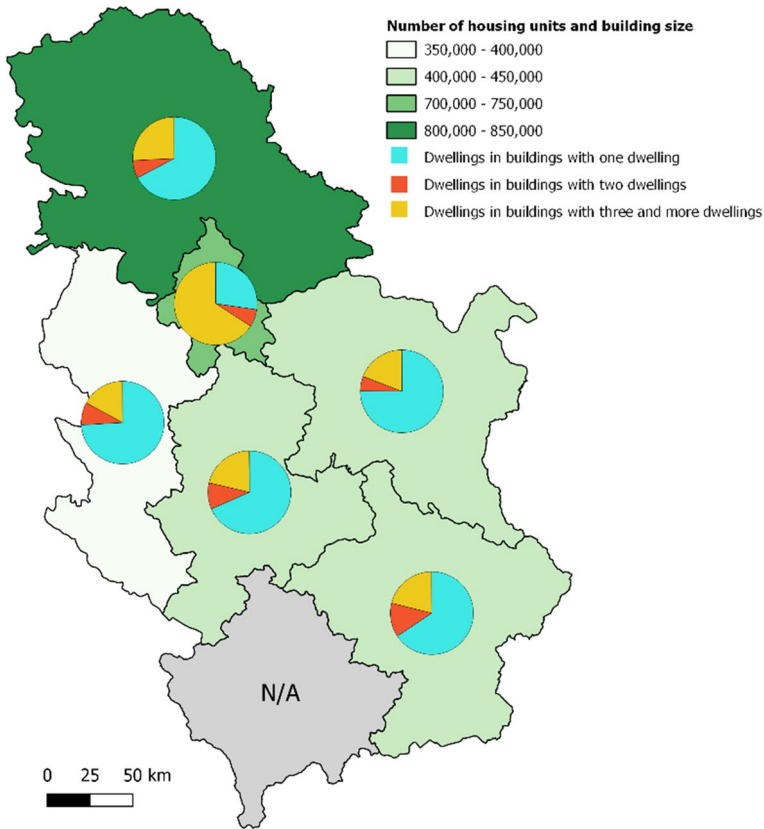 Number of housing units and building size
350,000 - 400,000
400,000 - 450,000
700,000 - 750,000
800,000 - 850,000
Dwellings in buildings with one dwelling
Dwellings in buildings with two dwellings
Dwellings in buildings with three and more dwellings
N/A
0 25 50 km